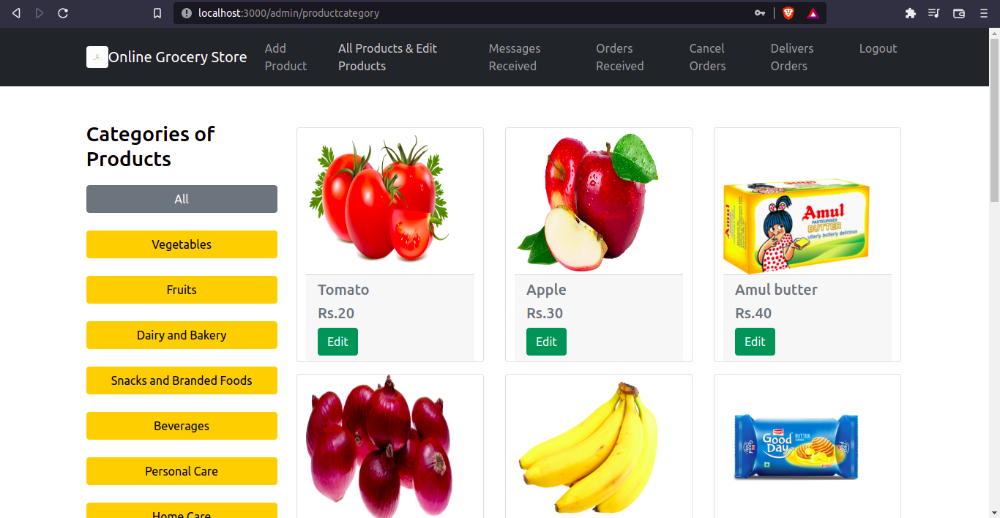 localhost:3000/admin/productcategory
Online Grocery Store
Add
Product
All Products & Edit
Products
Messages
Received
Orders
Received
Cancel
Orders
Delivers
Orders
Logout
Categories of
Products
All
Vegetables
Fruits
Dairy and Bakery
Snacks and Branded Foods
Beverages
Personal Care
Home Care
Tomato
Rs.20
Edit
Apple
Rs.30
Edit
Amul
PASTEURISED
BUTTER
utterly butterly delicious
Amul butter
Rs.40
Edit
Good
Day
BUTTER